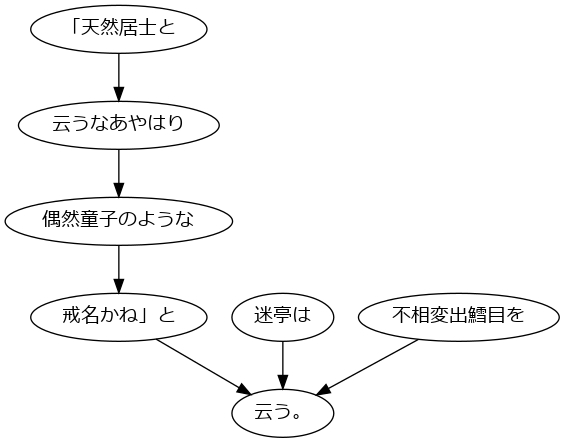 「天然居士と
云うなあやはり
偶然童子のような
戒名かね」と
迷亭は
不相変出鱈目を
云う。